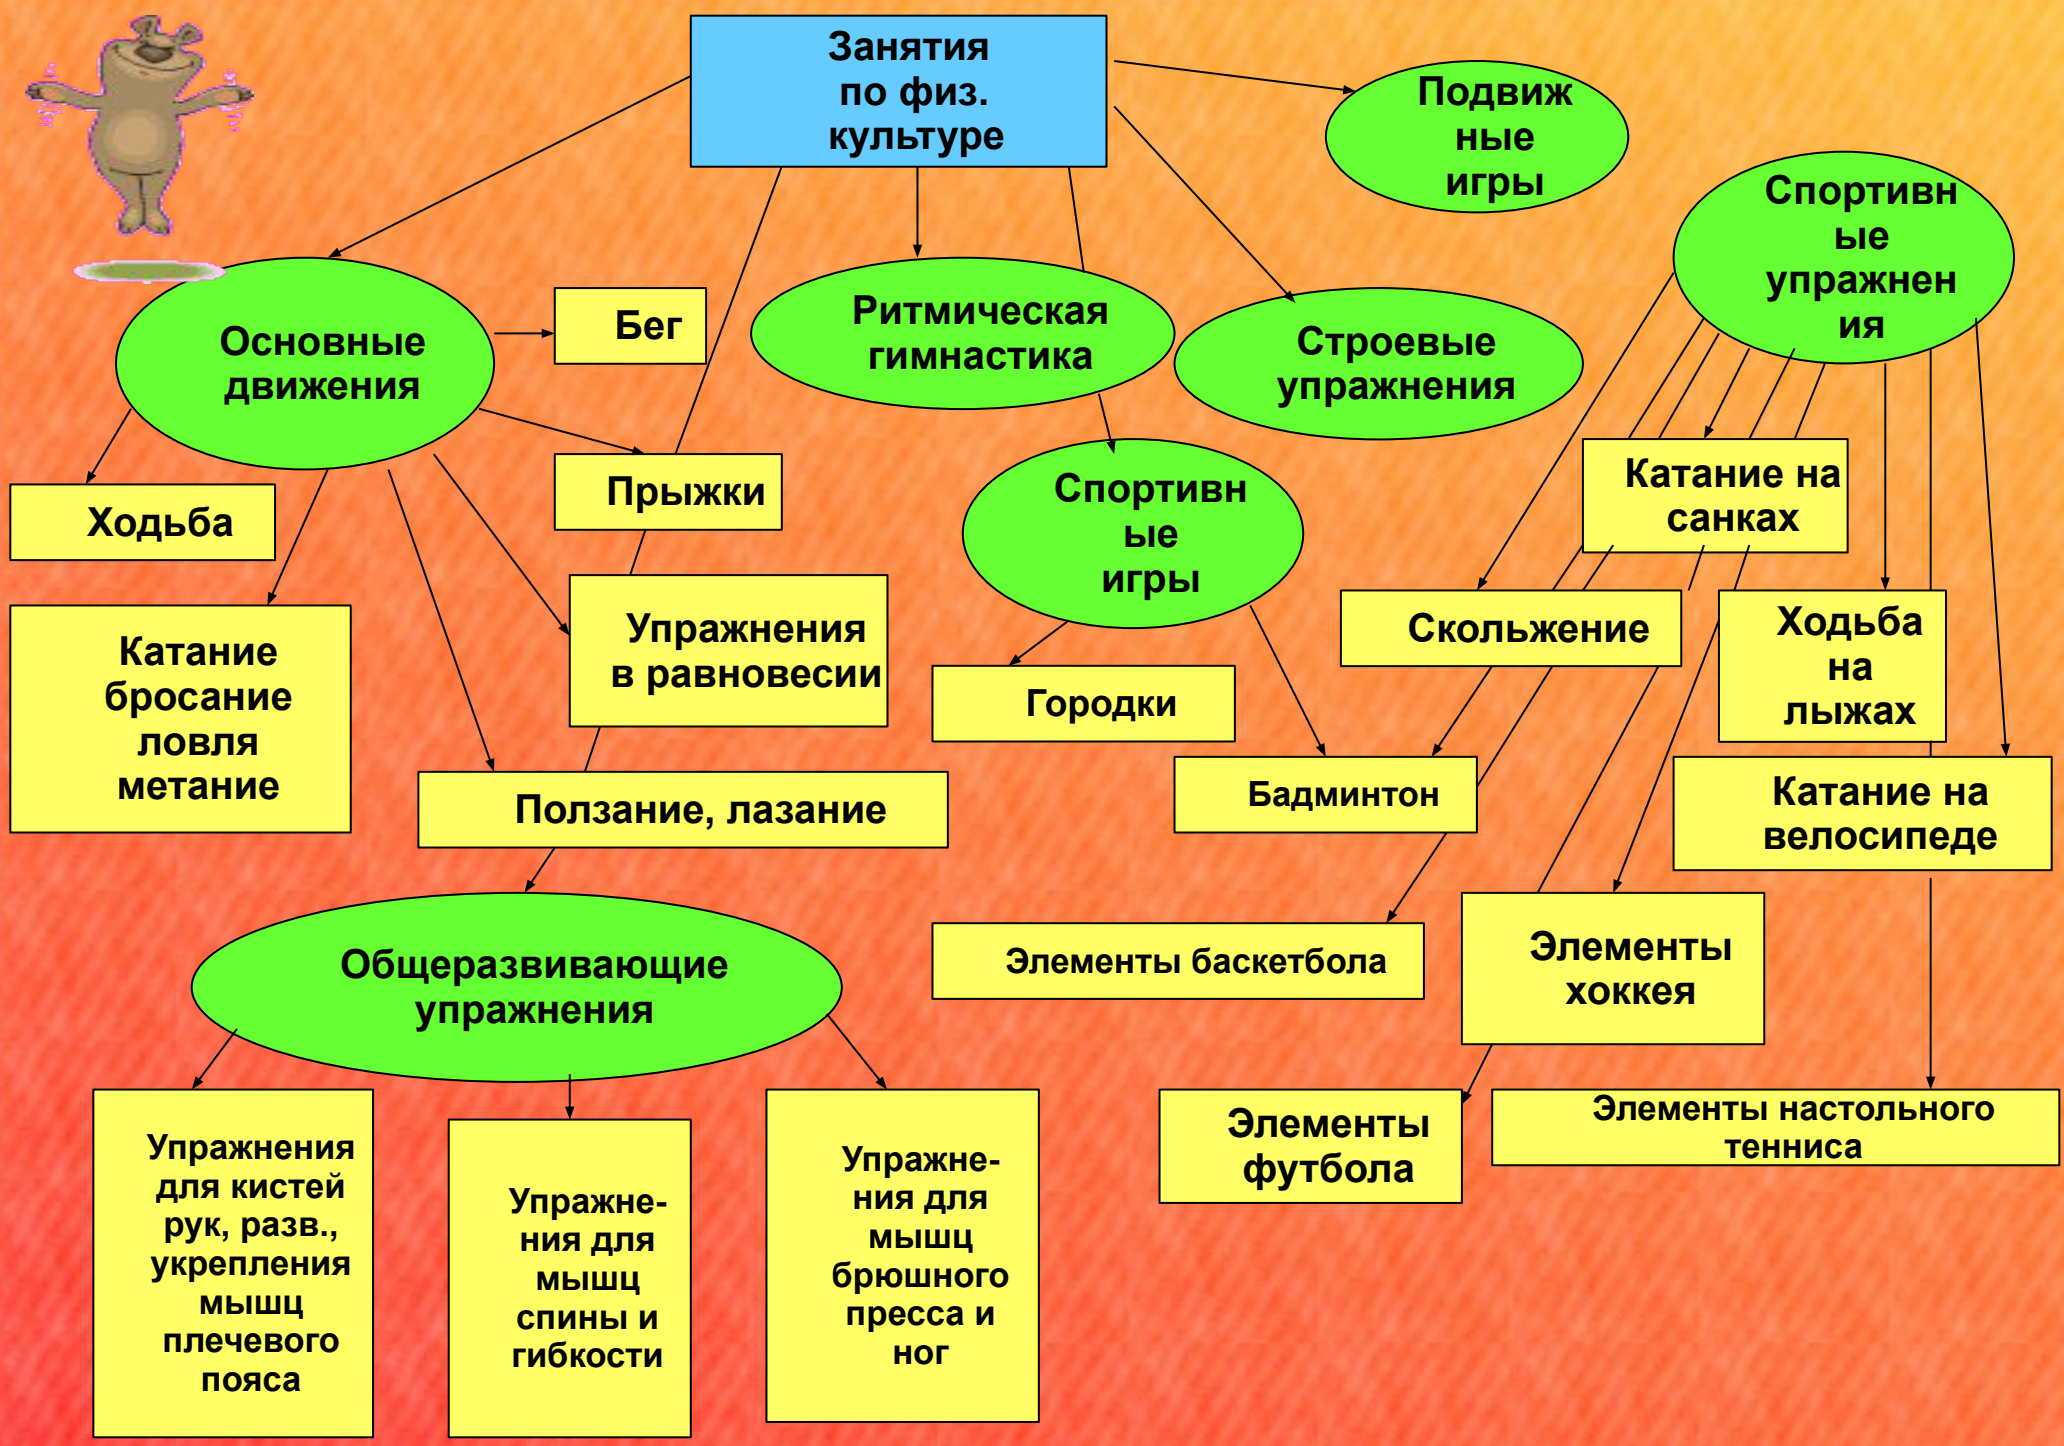 Занятия
по физ.
культуре
Подвиж
ные
игры
Спортивн
ые
упражнен
ия
Основные
движения
Бег
Ритмическая
гимнастика
Строевые
упражнения
Ходьба
Прыжки
Спортивн
ые
игры
Катание на
санках
Катание
бросание
ловля
метание
Упражнения
в равновесии
Городки
Скольжение
Ходьба
на
лыжах
Ползание, лазание
Бадминтон
Катание на
велосипеде
Общеразвивающие
упражнения
Элементы баскетбола
Элементы
хоккея
Упражнения
для кистей
рук, разв.,
укрепления
мышц
плечевого
пояса
Упражне-
ния для
мышц
спины и
гибкости
Упражне-
ния для
мышц
брюшного
пресса и
ног
Элементы
футбола
Элементы настольного
тенниса